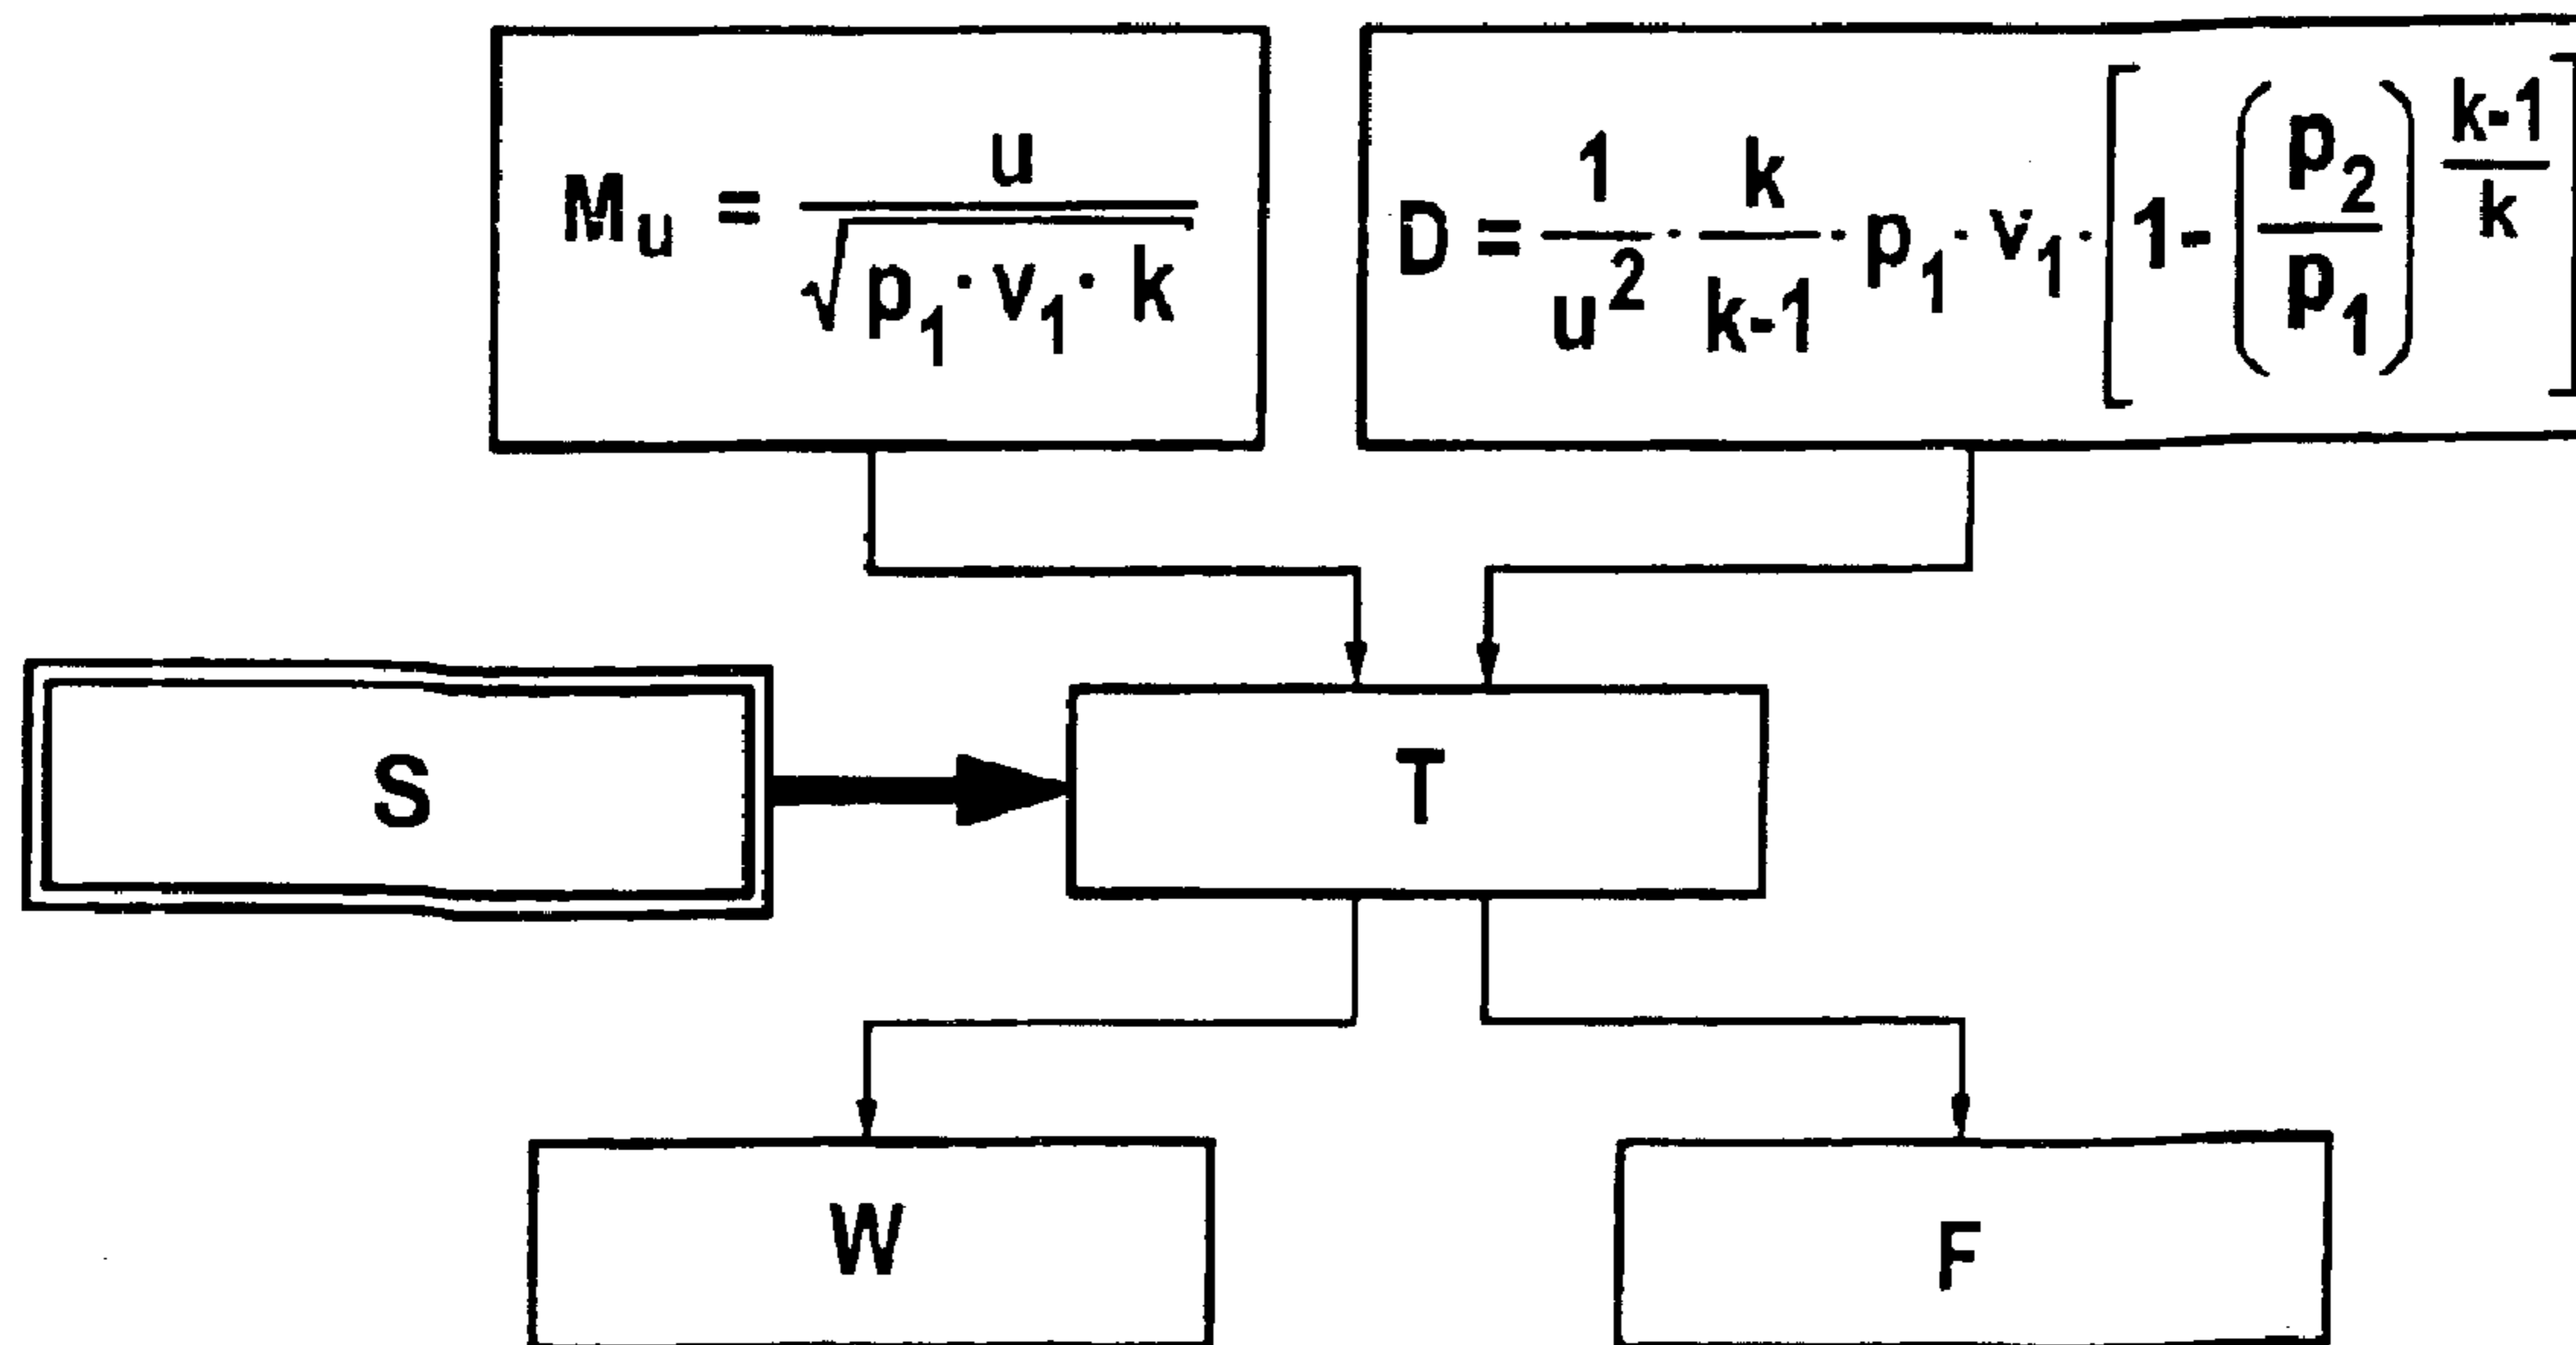 M_u = u / √(p_1 · v_1 · k)
D = 1/u^2 · k/(k-1) · p_1 · v_1 · [1-(p_2/p_1)^((k-1)/k)]
S
T
W
F